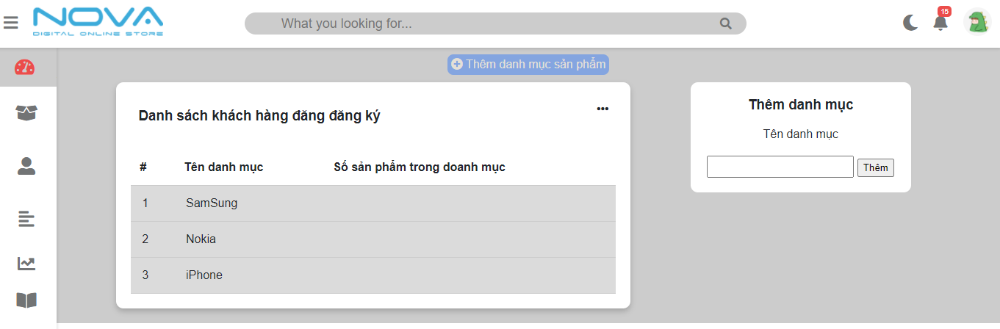 NOVA
DIGITAL ONLINE STORE
What you looking for...
15
Thêm danh mục sản phẩm
Danh sách khách hàng đăng đăng ký
# Tên danh mục Số sản phẩm trong doanh mục
1 SamSung
2 Nokia
3 iPhone
Thêm danh mục
Tên danh mục
Thêm